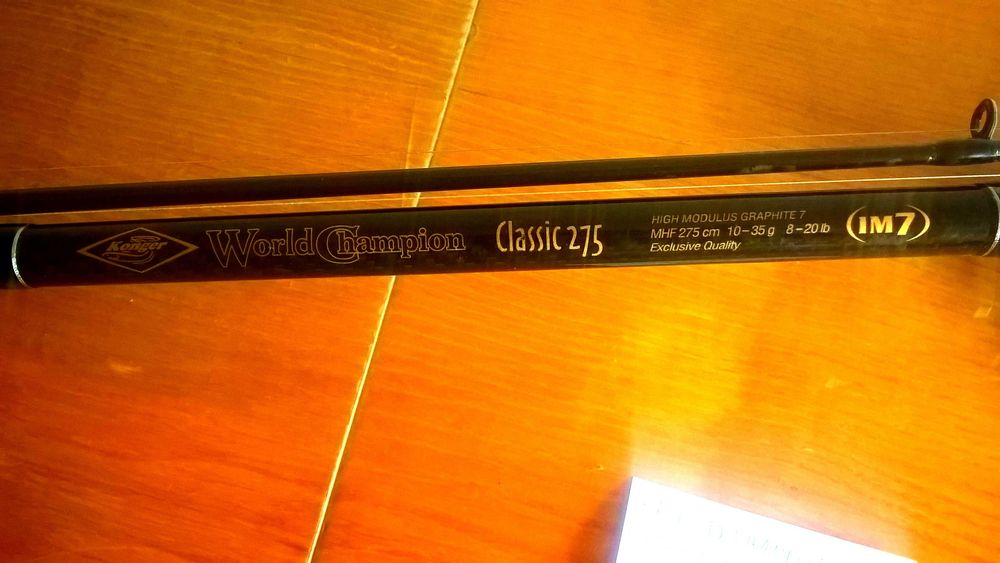 Kenger
World Champion
Classic 275
HIGH MODULUS GRAPHITE 7
MHF 275 cm 10-35 g 8-20 lb
Exclusive Quality
IM7